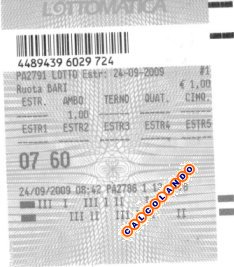 LOTTOMATICA
4489439 6029 724
PA2791 LOTTO Estr: 24-09-2009 #1
Ruota BARI € 1,00
ESTR. AMBO TERNO QUAT. CINQ.
1.00
ESTR1 ESTR2 ESTR3 ESTR4 ESTR5
07 60
24/09/2009 08:42 PA2786 1
CALCOLANDO